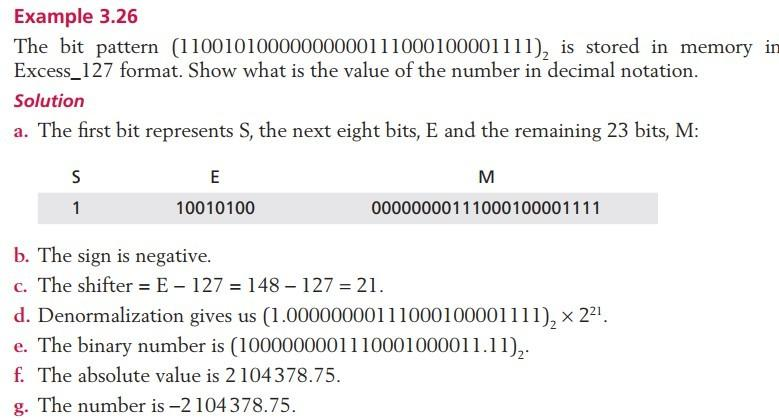 Example 3.26
The bit pattern (11001010000000000111000100001111)₂ is stored in memory in
Excess_127 format. Show what is the value of the number in decimal notation.
Solution
a. The first bit represents S, the next eight bits, E and the remaining 23 bits, M:
S E M
1 10010100 00000000111000100001111
b. The sign is negative.
c. The shifter = E – 127 = 148 – 127 = 21.
d. Denormalization gives us (1.00000000111000100001111)₂ × 2²¹.
e. The binary number is (1000000001110001000011.11)₂.
f. The absolute value is 2 104 378.75.
g. The number is –2 104 378.75.